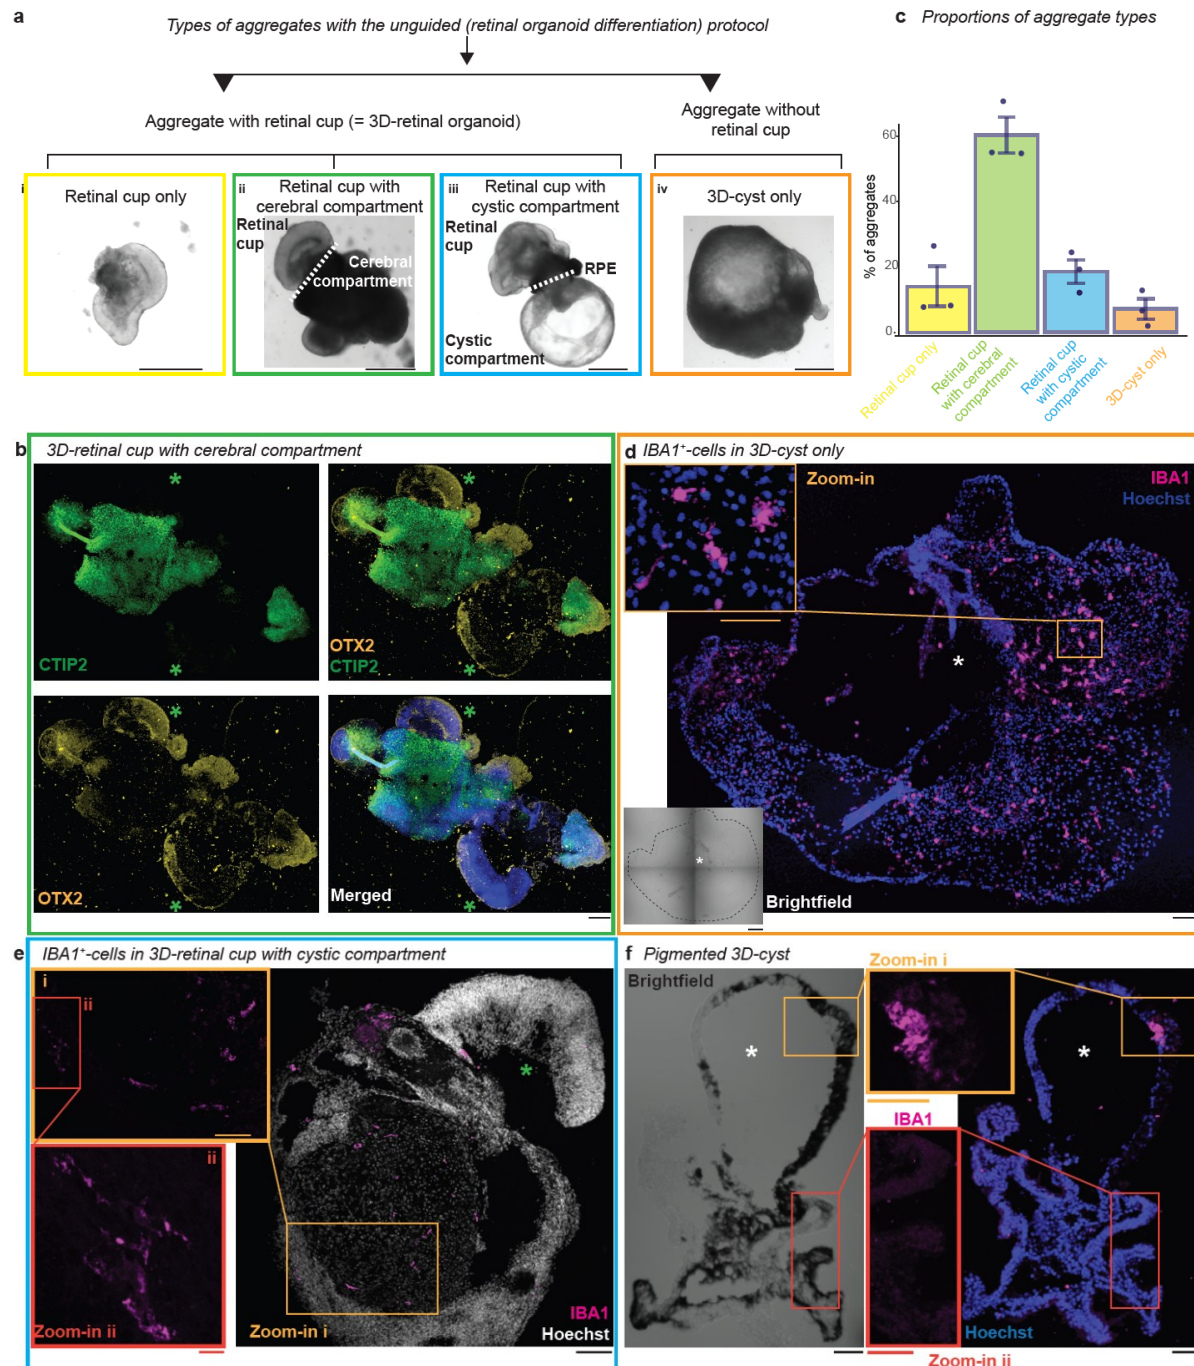 a
Types of aggregates with the unguided (retinal organoid differentiation) protocol
Aggregate with retinal cup (= 3D-retinal organoid)
Aggregate without
retinal cup
i
Retinal cup only
ii
Retinal cup with
cerebral compartment
Retinal
cup
Cerebral
compartment
iii
Retinal cup with
cystic compartment
Retinal
cup
RPE
Cystic
compartment
iv
3D-cyst only
c
Proportions of aggregate types
% of aggregates
60
40
20
0
Retinal cup only
Retinal cup
with cerebral
compartment
Retinal cup
with cystic
compartment
3D-cyst only
b
3D-retinal cup with cerebral compartment
*
*
CTIP2
*
OTX2
CTIP2
*
*
OTX2
*
*
Merged
*
d
IBA1+-cells in 3D-cyst only
Zoom-in
IBA1
Hoechst
*
*
Brightfield
e
IBA1+-cells in 3D-retinal cup with cystic compartment
i
ii
*
ii
Zoom-in ii
Zoom-in i
IBA1
Hoechst
f
Pigmented 3D-cyst
Brightfield
*
Zoom-in i
*
IBA1
Hoechst
Zoom-in ii